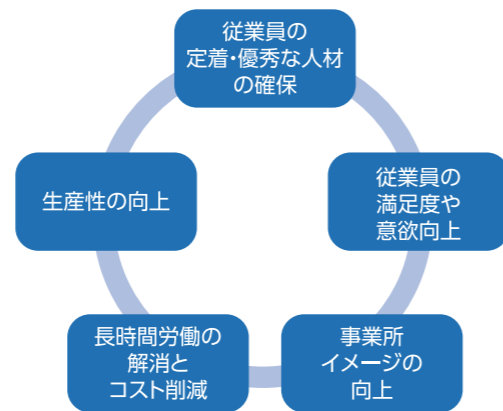 従業員の
定着・優秀な人材
の確保
従業員の
満足度や
意欲向上
事業所
イメージの
向上
長時間労働の
解消と
コスト削減
生産性の向上